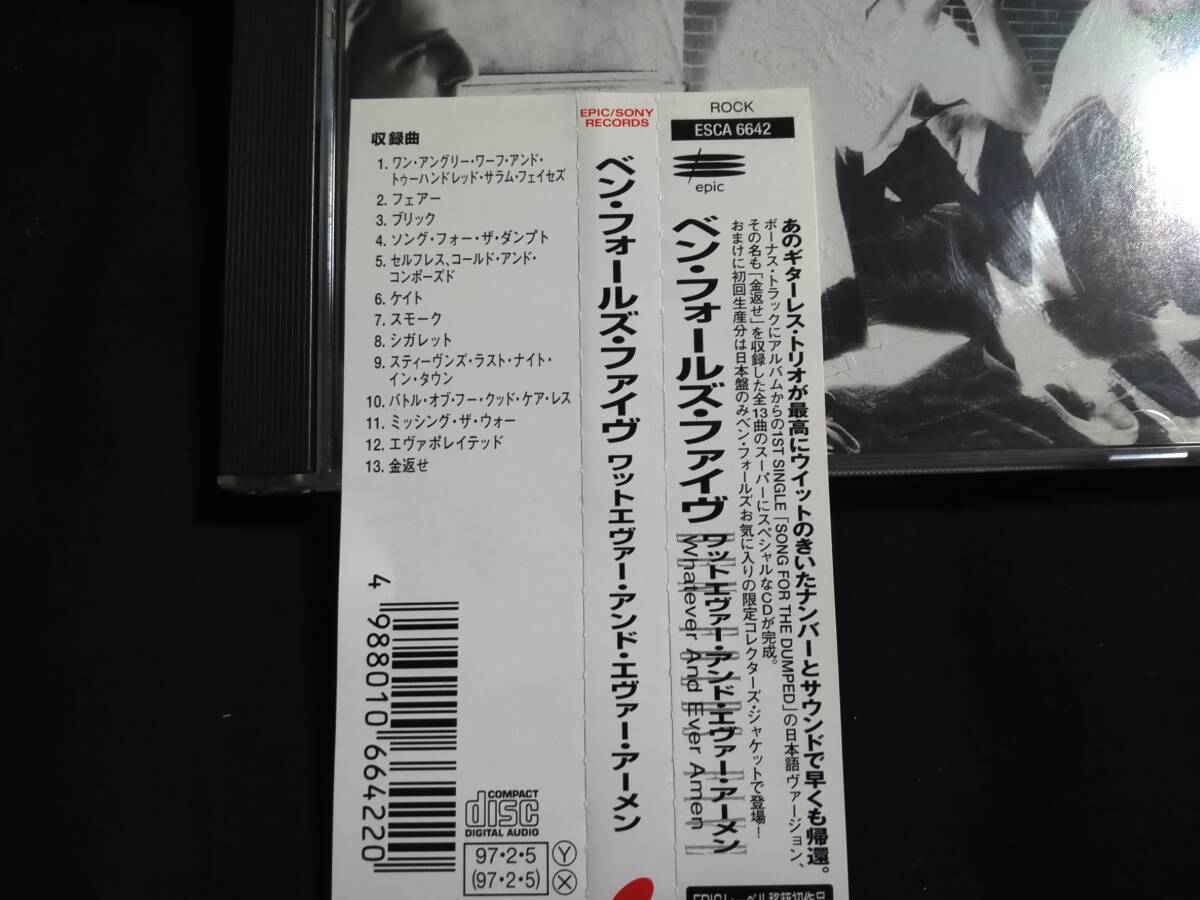 収録曲
1. ワン・アングリー・ワーフ・アンド・
トゥーハンドレッド・サラム・フェイセズ
2. フェアー
3. ブリック
4. ソング・フォー・ザ・ダンプト
5. セルフレス、コールド・アンド・
コンポーズド
6. ケイト
7. スモーク
8. シガレット
9. スティーヴンズ・ラスト・ナイト・
イン・タウン
10. バトル・オブ・フー・クッド・ケア・レス
11. ミッシング・ザ・ウォー
12. エヴァポレイテッド
13. 金返せ
4 988010 664220
COMPACT
disc
DIGITAL AUDIO
97・2・5
(97・2・5)
Y
X
EPIC/SONY
RECORDS
ベン・フォールズ・ファイヴ ワットエヴァー・アンド・エヴァー・アーメン
ROCK
ESCA 6642
epic
あのギターレス・トリオが最高にウイットのきいたナンバーとサウンドで早くも帰還。
ボーナス・トラックにアルバムからの1ST SINGLE「SONG FOR THE DUMPED」の日本語ヴァージョン、
その名も「金返せ」を収録した全13曲のスーパーにスペシャルなCDが完成。
おまけに初回生産分は日本盤のみベン・フォールズお気に入りの限定コレクターズ・ジャケットで登場!
ベン・フォールズ・ファイヴ ワットエヴァー・アンド・エヴァー・アーメン
Whatever And Ever Amen
EPICレーベル移籍初作品